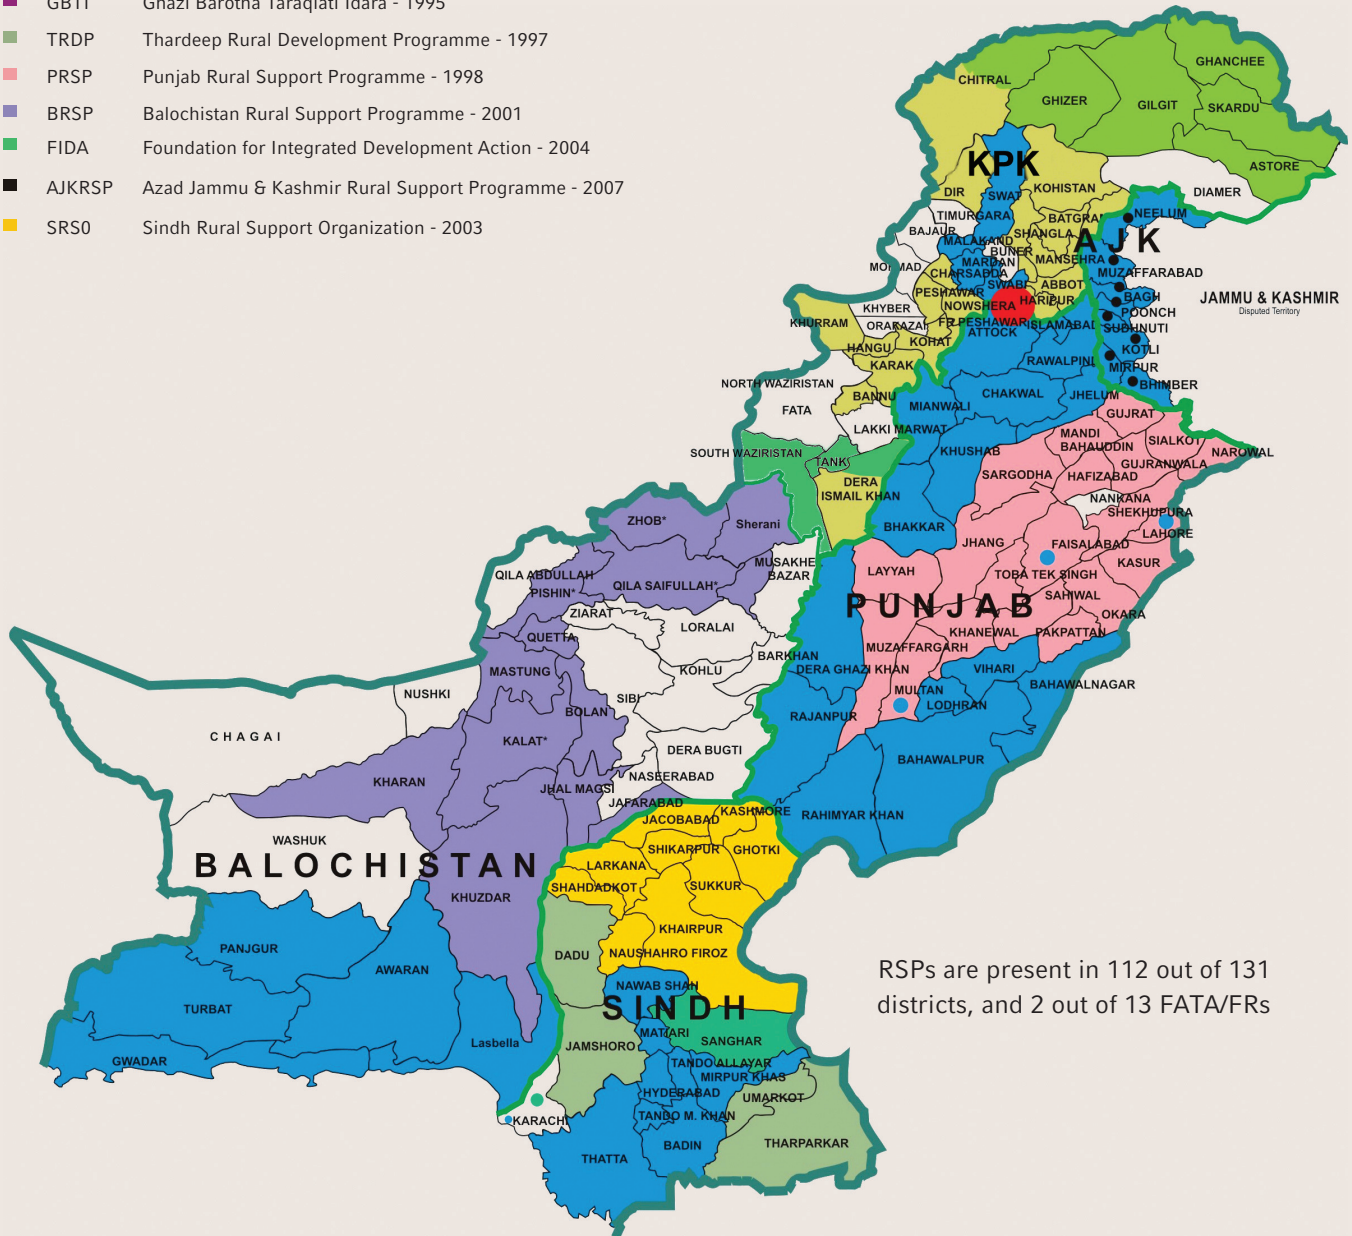 GBTI Ghazi Barotha Taraqiati Idara - 1995
TRDP Thardeep Rural Development Programme - 1997
PRSP Punjab Rural Support Programme - 1998
BRSP Balochistan Rural Support Programme - 2001
FIDA Foundation for Integrated Development Action - 2004
AJKRSP Azad Jammu & Kashmir Rural Support Programme - 2007
SRS0 Sindh Rural Support Organization - 2003
GHANCHEE
CHITRAL
GHIZER
GILGIT
SKARDU
ASTORE
KPK
DIAMER
DIR
SWAT
KOHISTAN
TIMURGARA
BATGRAM
NEELUM
BAJAUR
MALAKAND
SHANGLA
AJK
BUNER
MARDAN
MANSEHRA
MOHMAD
CHARSADDA
MUZAFFARABAD
SWABI
ABBOT
PESHAWAR
HARIPUR
BAGH
JAMMU & KASHMIR
Disputed Territory
KHYBER
NOWSHERA
POONCH
KHURRAM
ORAKAZAI
FR PESHAWAR
ISLAMABAD
SUDHNUTI
ATTOCK
HANGU
KOHAT
KOTLI
KARAK
RAWALPINDI
MIRPUR
NORTH WAZIRISTAN
BHIMBER
BANNU
CHAKWAL
JHELUM
FATA
MIANWALI
GUJRAT
LAKKI MARWAT
MANDI
BAHAUDDIN
SIALKOT
SOUTH WAZIRISTAN
TANK
KHUSHAB
NAROWAL
GUJRANWALA
SARGODHA
HAFIZABAD
DERA
ISMAIL KHAN
NANKANA
SHEKHUPURA
ZHOB*
Sherani
BHAKKAR
LAHORE
JHANG
FAISALABAD
MUSAKHEL
BAZAR
KASUR
QILA ABDULLAH
LAYYAH
TOBA TEK SINGH
QILA SAIFULLAH*
PISHIN*
SAHIWAL
PUNJAB
ZIARAT
OKARA
LORALAI
KHANEWAL
PAKPATTAN
QUETTA
MUZAFFARGARH
BARKHAN
MASTUNG
KOHLU
DERA GHAZI KHAN
VIHARI
BAHAWALNAGAR
NUSHKI
SIBI
MULTAN
LODHRAN
BOLAN
RAJANPUR
CHAGAI
KALAT*
DERA BUGTI
BAHAWALPUR
KHARAN
NASEERABAD
JHAL MAGSI
JAFARABAD
KASHMORE
RAHIMYAR KHAN
JACOBABAD
WASHUK
SHIKARPUR
GHOTKI
BALOCHISTAN
LARKANA
SHAHDADKOT
SUKKUR
KHUZDAR
KHAIRPUR
PANJGUR
DADU
NAUSHAHRO FIROZ
AWARAN
RSPs are present in 112 out of 131
districts, and 2 out of 13 FATA/FRs
NAWAB SHAH
TURBAT
SINDH
MATIARI
SANGHAR
Lasbella
JAMSHORO
GWADAR
TANDO ALLAYAR
MIRPUR KHAS
HYDERABAD
UMARKOT
KARACHI
TANDO M. KHAN
BADIN
THARPARKAR
THATTA